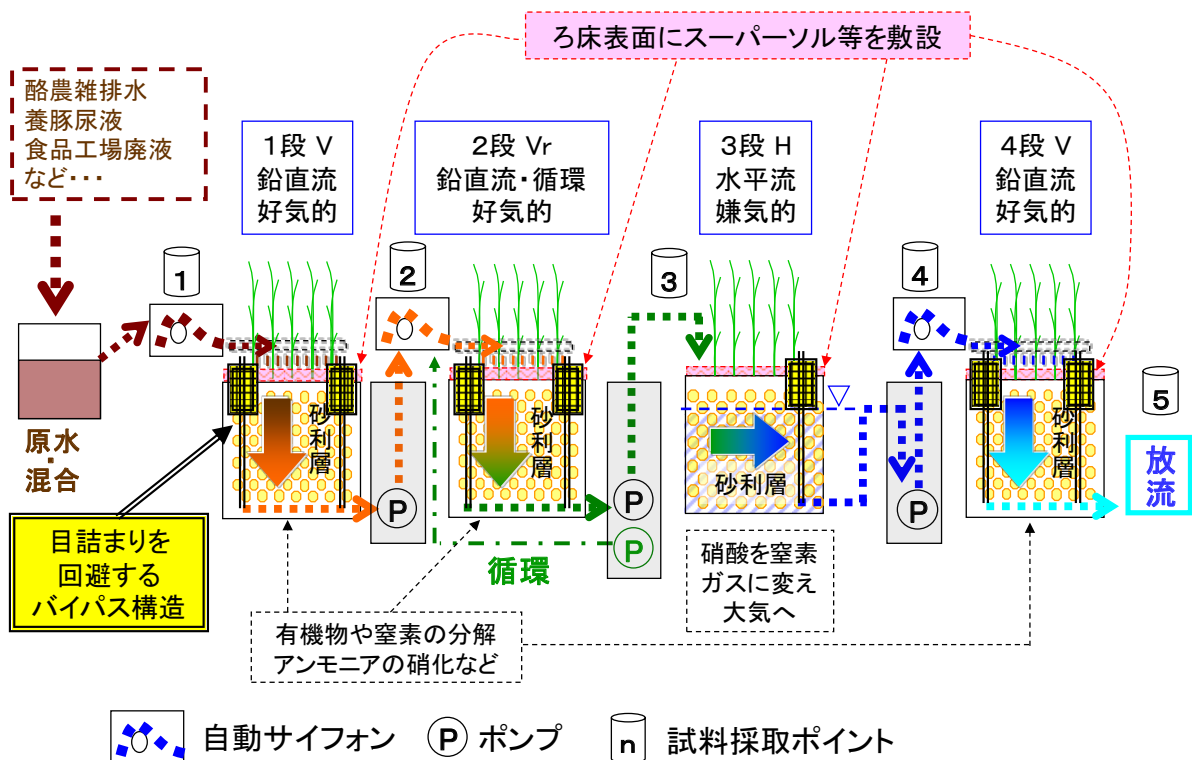 ろ床表面にスーパーソル等を敷設
酪農雑排水
養豚尿液
食品工場廃液
など・・・
１段 V
鉛直流
好気的
２段 Vr
鉛直流・循環
好気的
３段 H
水平流
嫌気的
４段 V
鉛直流
好気的
1
2
3
4
5
原水
・
混合
砂利層
砂利層
砂利層
砂利層
P
P
P
P
循環
放流
目詰まりを
回避する
バイパス構造
硝酸を窒素
ガスに変え
大気へ
有機物や窒素の分解
アンモニアの硝化など
自動サイフォン
P
ポンプ
n
試料採取ポイント